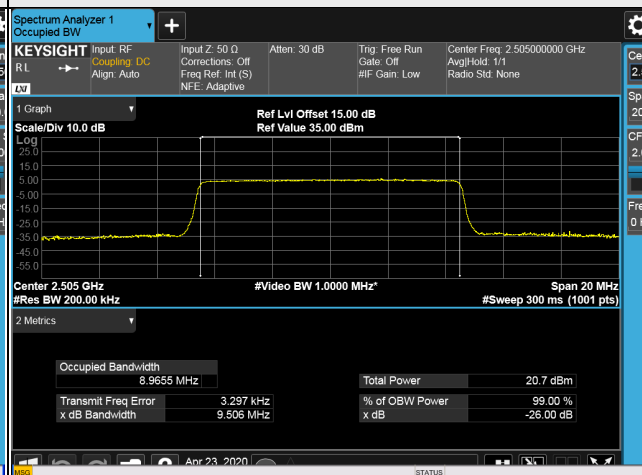 Spectrum Analyzer 1
Occupied BW
KEYSIGHT Input: RF Input Z: 50 Ω Atten: 30 dB Trig: Free Run Center Freq: 2.505000000 GHz
R L Coupling: DC Corrections: Off Gate: Off Avg|Hold: 1/1
Align: Auto Freq Ref: Int (S) #IF Gain: Low Radio Std: None
LXI NFE: Adaptive
1 Graph
Ref Lvl Offset 15.00 dB
Scale/Div 10.0 dB Ref Value 35.00 dBm
Log
25.0
15.0
5.00
-5.00
-15.0
-25.0
-35.0
-45.0
-55.0
Center 2.505 GHz #Video BW 1.0000 MHz* Span 20 MHz
#Res BW 200.00 kHz #Sweep 300 ms (1001 pts)
2 Metrics
Occupied Bandwidth
8.9655 MHz Total Power 20.7 dBm
Transmit Freq Error 3.297 kHz % of OBW Power 99.00 %
x dB Bandwidth 9.506 MHz x dB -26.00 dB
Apr 23, 2020
MSG STATUS